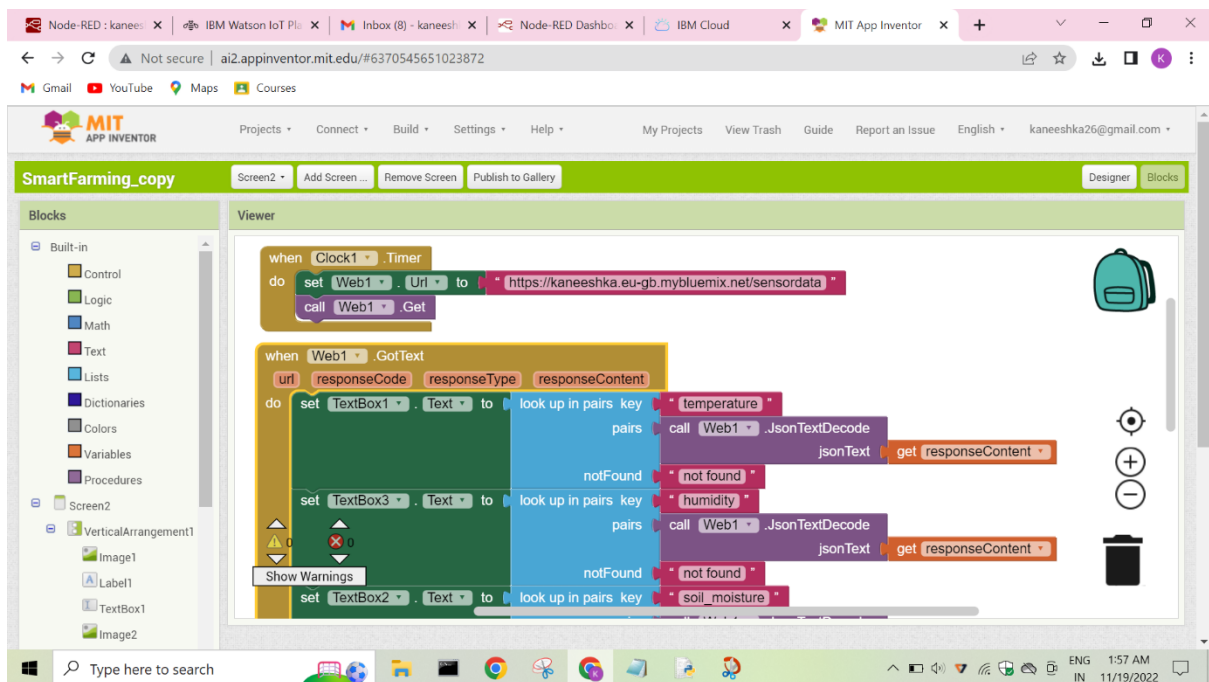 Node-RED : kanees
IBM Watson IoT Pla
Inbox (8) - kaneesh
Node-RED Dashbo
IBM Cloud
MIT App Inventor
Not secure | ai2.appinventor.mit.edu/#6370545651023872
K
Gmail YouTube Maps Courses
MIT
APP INVENTOR
Projects Connect Build Settings Help My Projects View Trash Guide Report an Issue English kaneeshka26@gmail.com
SmartFarming_copy Screen2 Add Screen ... Remove Screen Publish to Gallery Designer Blocks
Blocks
Built-in
Control
Logic
Math
Text
Lists
Dictionaries
Colors
Variables
Procedures
Screen2
VerticalArrangement1
Image1
A Label1
TextBox1
Image2
Viewer
when Clock1 .Timer
do set Web1 . Url to " https://kaneeshka.eu-gb.mybluemix.net/sensordata "
call Web1 .Get
when Web1 .GotText
url responseCode responseType responseContent
do set TextBox1 . Text to look up in pairs key " temperature "
pairs call Web1 .JsonTextDecode
jsonText get responseContent
notFound " not found "
set TextBox3 . Text to look up in pairs key " humidity "
pairs call Web1 .JsonTextDecode
jsonText get responseContent
notFound " not found "
set TextBox2 . Text to look up in pairs key " soil_moisture "
0 0
Show Warnings
Type here to search
ENG 1:57 AM
IN 11/19/2022